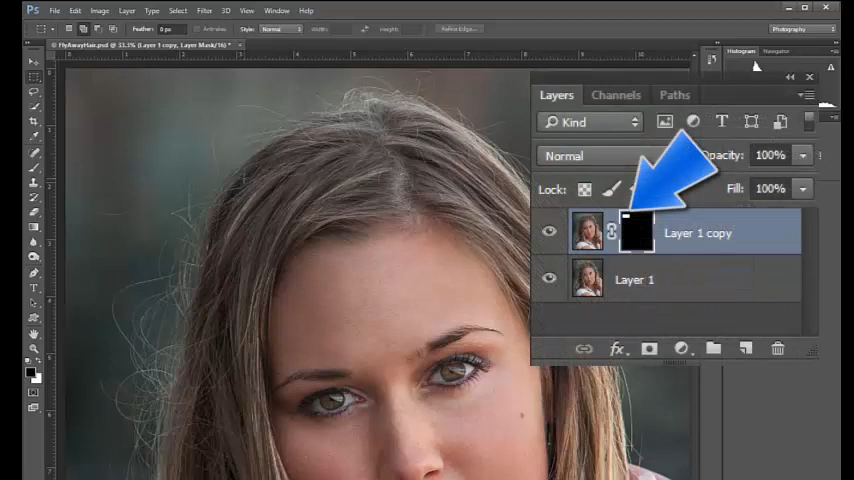 Ps File Edit Image Layer Type Select Filter 3D View Window Help
Feather: 0 px Anti-alias Style: Normal Width: Height: Refine Edge... Photography
FlyAwayHair.psd @ 33.3% (Layer 1 copy, Layer Mask/16) * ×
Histogram Navigator
Layers Channels Paths
Kind T
Normal Opacity: 100%
Lock: Fill: 100%
Layer 1 copy
Layer 1
fx